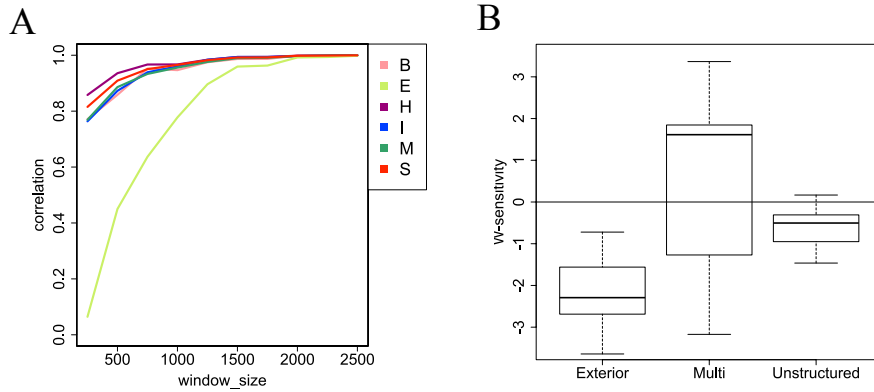 A
correlation
0.0
0.2
0.4
0.6
0.8
1.0
500
1000
1500
2000
2500
window_size
B
E
H
I
M
S
B
W-sensitivity
3
2
1
0
-1
-2
-3
Exterior
Multi
Unstructured